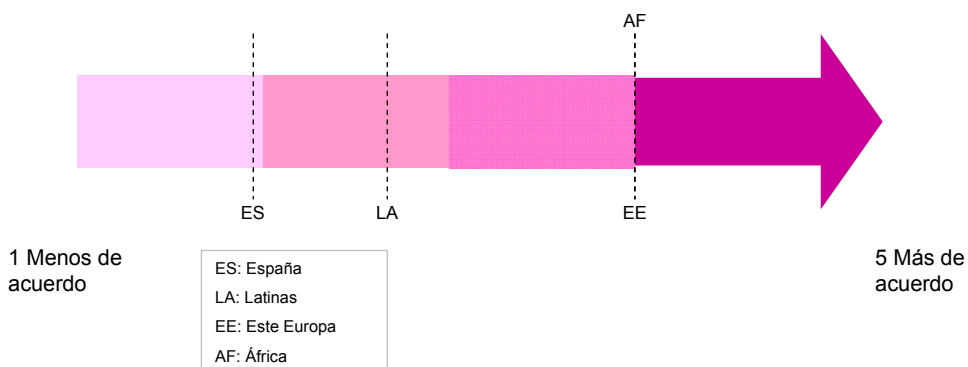 AF
ES
LA
EE
1 Menos de
acuerdo
5 Más de
acuerdo
ES: España
LA: Latinas
EE: Este Europa
AF: África